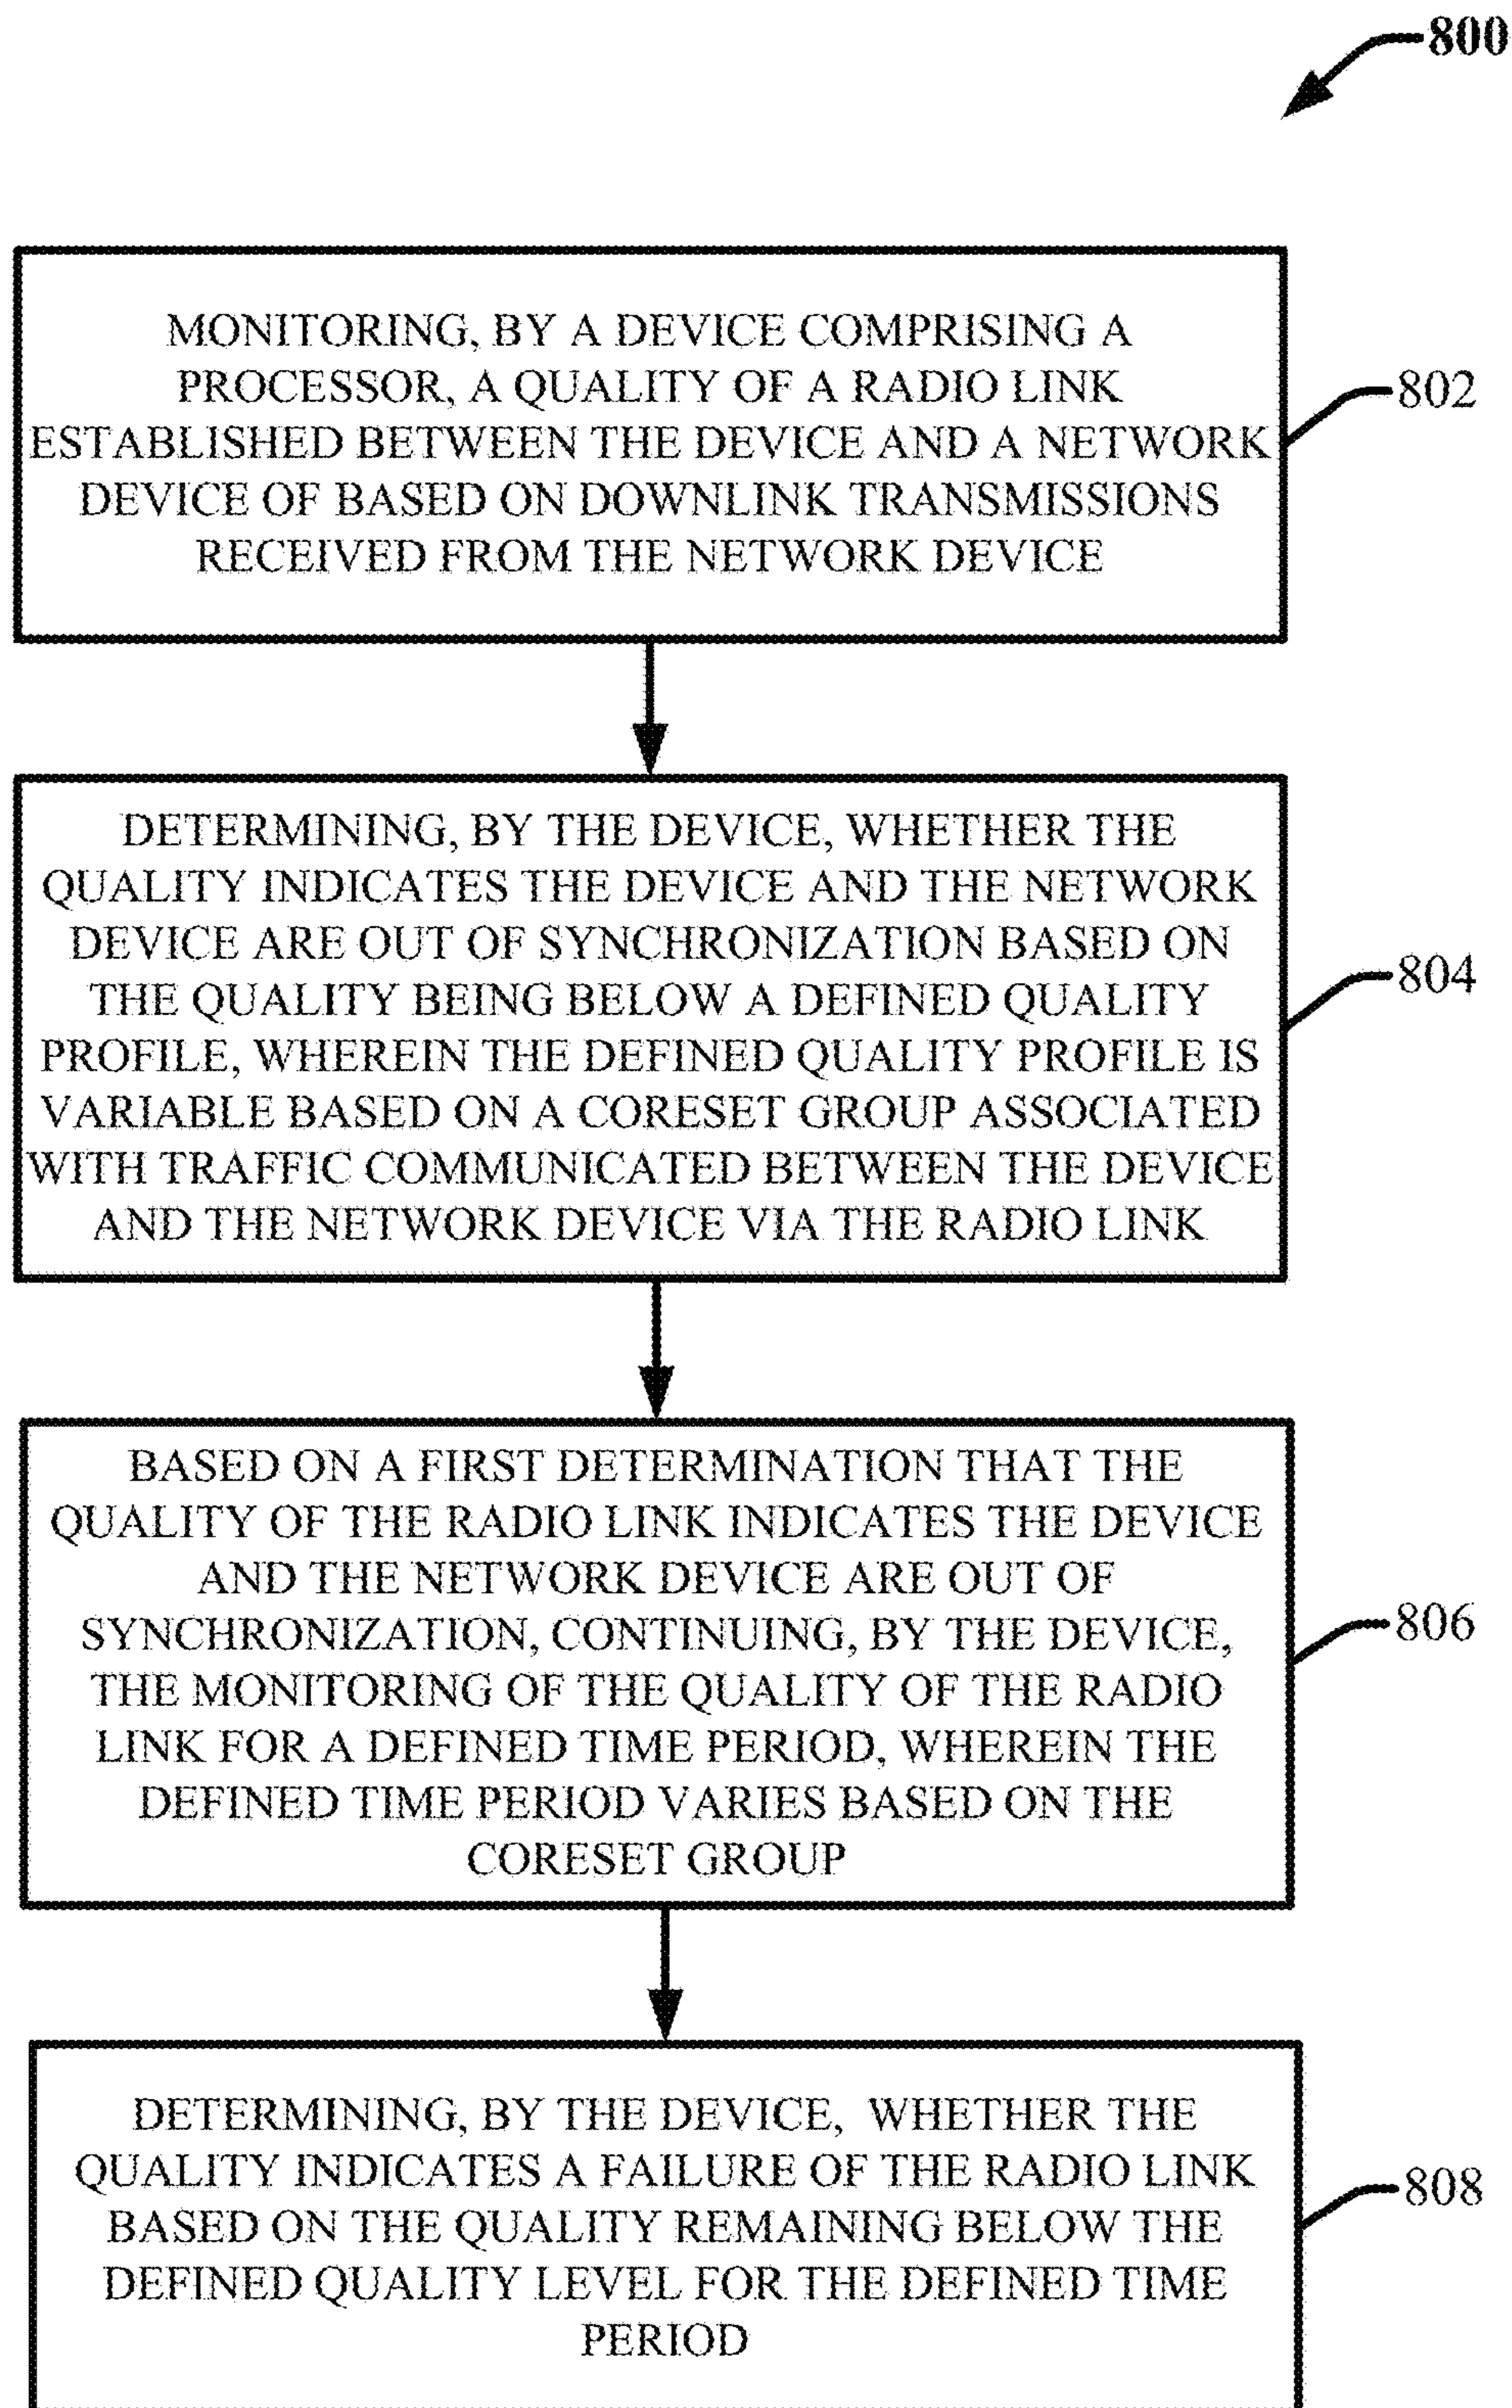 800
MONITORING, BY A DEVICE COMPRISING A
PROCESSOR, A QUALITY OF A RADIO LINK
ESTABLISHED BETWEEN THE DEVICE AND A NETWORK
DEVICE OF BASED ON DOWNLINK TRANSMISSIONS
RECEIVED FROM THE NETWORK DEVICE
802
DETERMINING, BY THE DEVICE, WHETHER THE
QUALITY INDICATES THE DEVICE AND THE NETWORK
DEVICE ARE OUT OF SYNCHRONIZATION BASED ON
THE QUALITY BEING BELOW A DEFINED QUALITY
PROFILE, WHEREIN THE DEFINED QUALITY PROFILE IS
VARIABLE BASED ON A CORESET GROUP ASSOCIATED
WITH TRAFFIC COMMUNICATED BETWEEN THE DEVICE
AND THE NETWORK DEVICE VIA THE RADIO LINK
804
BASED ON A FIRST DETERMINATION THAT THE
QUALITY OF THE RADIO LINK INDICATES THE DEVICE
AND THE NETWORK DEVICE ARE OUT OF
SYNCHRONIZATION, CONTINUING, BY THE DEVICE,
THE MONITORING OF THE QUALITY OF THE RADIO
LINK FOR A DEFINED TIME PERIOD, WHEREIN THE
DEFINED TIME PERIOD VARIES BASED ON THE
CORESET GROUP
806
DETERMINING, BY THE DEVICE, WHETHER THE
QUALITY INDICATES A FAILURE OF THE RADIO LINK
BASED ON THE QUALITY REMAINING BELOW THE
DEFINED QUALITY LEVEL FOR THE DEFINED TIME
PERIOD
808